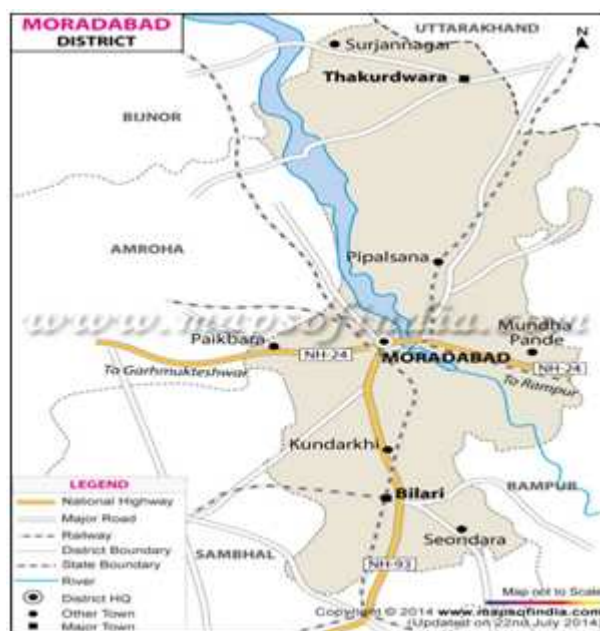 MORADABAD
DISTRICT
UTTARAKHAND
N
Surjannagar
Thakurdwara
BIJNOR
AMROHA
Pipalsana
www.mapsofindia.com
Paikbara
Mundha
Pande
NH-24
MORADABAD
NH-24
To Garhmukteshwar
To Rampur
Kundarkhi
LEGEND
Bilari
RAMPUR
National Highway
Major Road
Seondara
Railway
District Boundary
SAMBHAL
State Boundary
River
NH-93
District HQ
Map not to Scale
Other Town
Copyright © 2014 www.mapsofindia.com
Major Town
(Updated on 22nd July 2014)